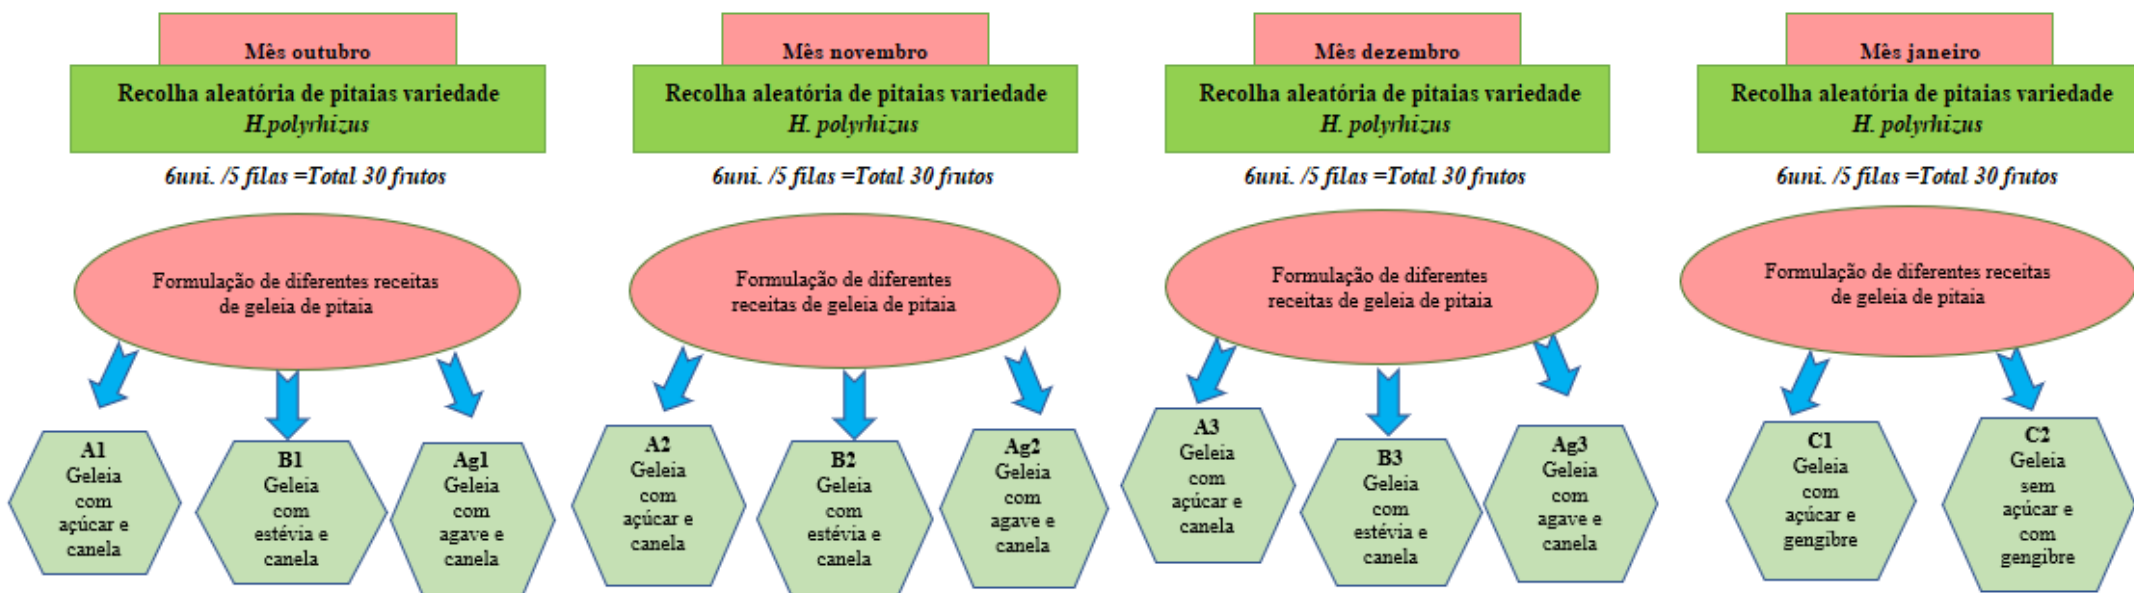 Mês outubro
Recolha aleatória de pitaias variedade
H.polyrhizus
6uni. /5 filas =Total 30 frutos
Formulação de diferentes receitas
de geleia de pitaia
A1
Geleia
com
açúcar e
canela
B1
Geleia
com
estévia e
canela
Ag1
Geleia
com
agave e
canela
Mês novembro
Recolha aleatória de pitaias variedade
H. polyrhizus
6uni. /5 filas =Total 30 frutos
Formulação de diferentes
receitas de geleia de pitaia
A2
Geleia
com
açúcar e
canela
B2
Geleia
com
estévia e
canela
Ag2
Geleia
com
agave e
canela
Mês dezembro
Recolha aleatória de pitaias variedade
H. polyrhizus
6uni. /5 filas =Total 30 frutos
Formulação de diferentes
receitas de geleia de pitaia
A3
Geleia
com
açúcar e
canela
B3
Geleia
com
estévia e
canela
Ag3
Geleia
com
agave e
canela
Mês janeiro
Recolha aleatória de pitaias variedade
H. polyrhizus
6uni. /5 filas =Total 30 frutos
Formulação de diferentes receitas
de geleia de pitaia
C1
Geleia
com
açúcar e
gengibre
C2
Geleia
sem
açúcar e
com
gengibre